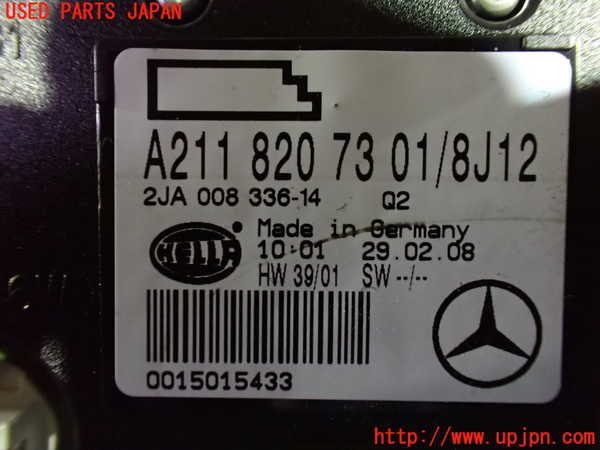 USED PARTS JAPAN
A211 820 73 01/8J12
2JA 008 336-14 Q2
Made in Germany
HELLA
10:01 29.02.08
HW 39/01 SW --/--
0015015433
http://www.upjpn.com